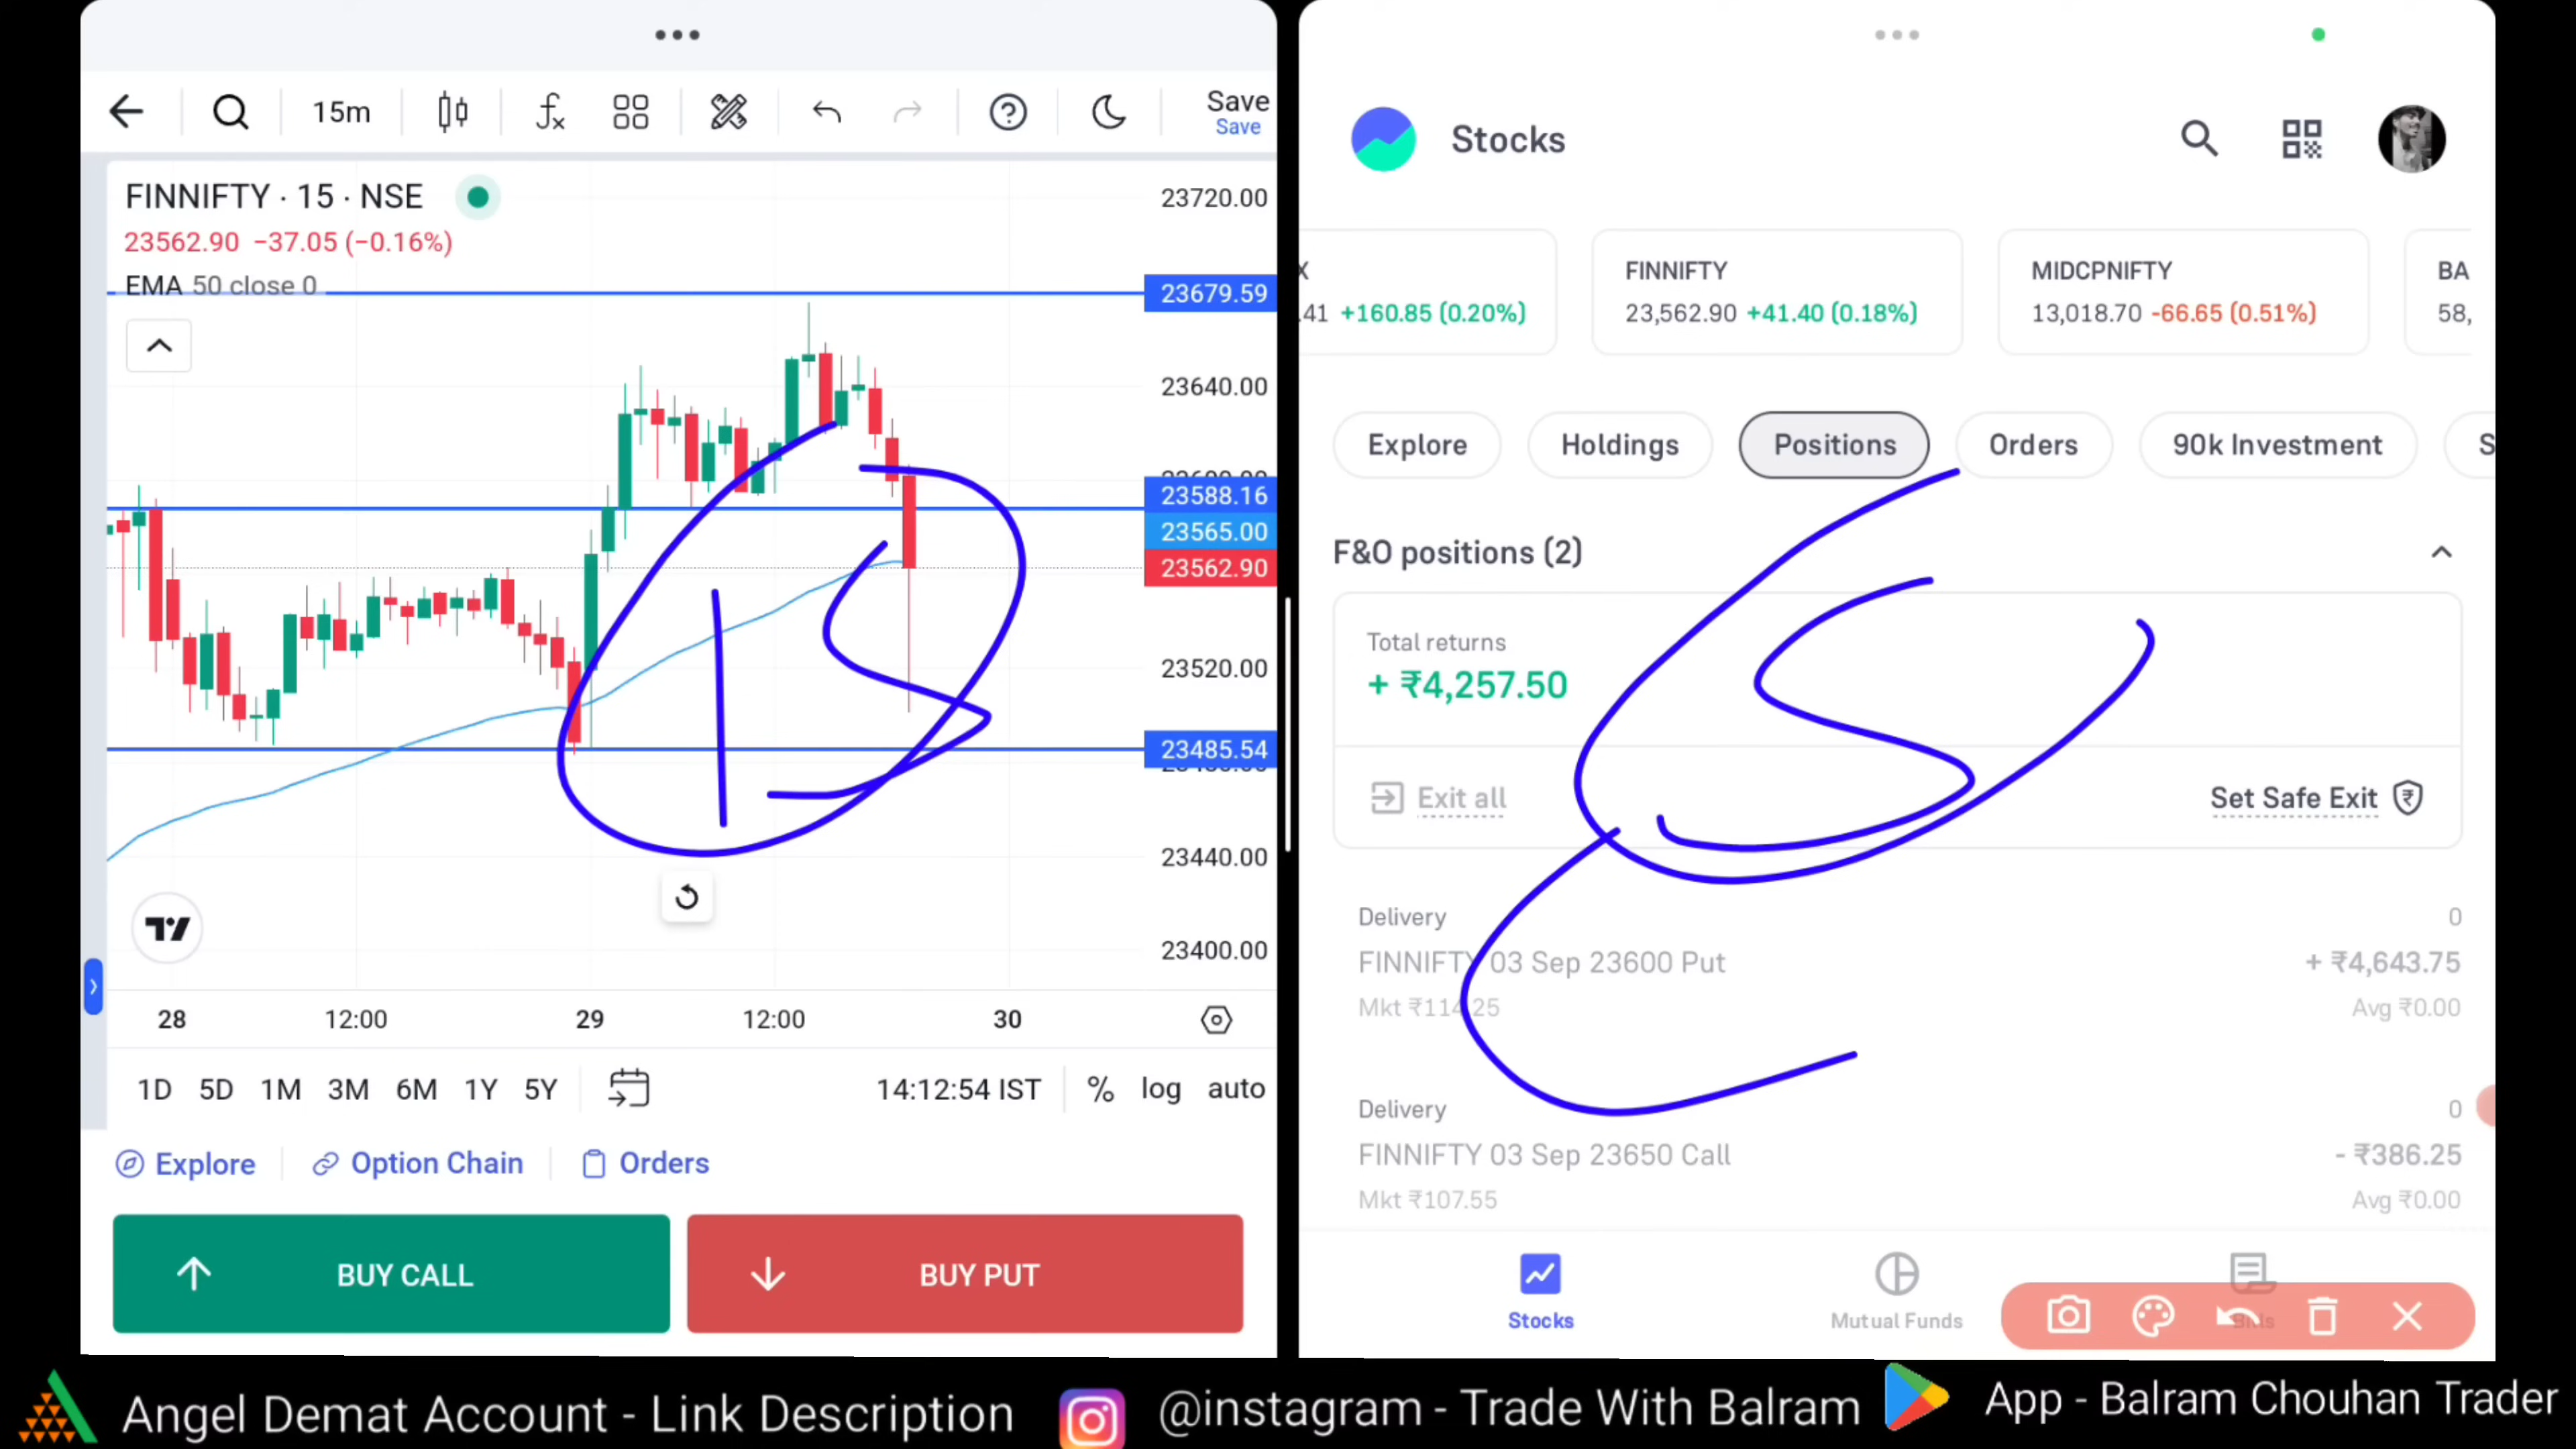 15m
Save
Save
FINNIFTY · 15 · NSE
23562.90 −37.05 (−0.16%)
EMA 50 close 0
23720.00
23679.59
23640.00
23588.16
23565.00
23562.90
23520.00
23485.54
23440.00
23400.00
15
28 12:00 29 12:00 30
1D 5D 1M 3M 6M 1Y 5Y
14:12:54 IST % log auto
Explore Option Chain Orders
BUY CALL
BUY PUT
Stocks
X
.41 +160.85 (0.20%)
FINNIFTY
23,562.90 +41.40 (0.18%)
MIDCPNIFTY
13,018.70 -66.65 (0.51%)
BA
58,
Explore Holdings Positions Orders 90k Investment S
F&O positions (2)
Total returns
+ ₹4,257.50
5
Exit all
Set Safe Exit
Delivery 0
FINNIFTY 03 Sep 23600 Put + ₹4,643.75
Mkt ₹114.25 Avg ₹0.00
Delivery 0
FINNIFTY 03 Sep 23650 Call - ₹386.25
Mkt ₹107.55 Avg ₹0.00
Stocks
Mutual Funds
Bills
Angel Demat Account - Link Description
@instagram - Trade With Balram
App - Balram Chouhan Trader